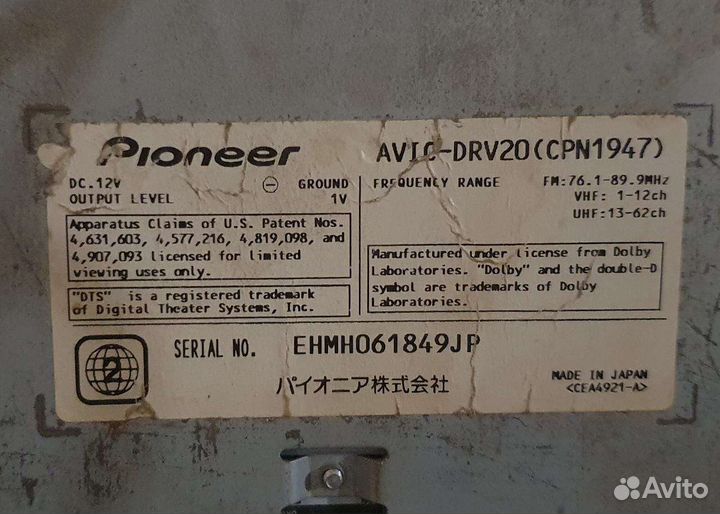 Pioneer
AVIC-DRV20(CPN1947)
DC.12V ⊖ GROUND
OUTPUT LEVEL 1V
FREQUENCY RANGE FM:76.1-89.9MHz
VHF: 1-12ch
UHF:13-62ch
Apparatus Claims of U.S. Patent Nos.
4,631,603, 4,577,216, 4,819,098, and
4,907,093 licensed for limited
viewing uses only.
"DTS" is a registered trademark
of Digital Theater Systems, Inc.
Manufactured under license from Dolby
Laboratories. "Dolby" and the double-D
symbol are trademarks of Dolby
Laboratories.
2
SERIAL NO. EHMH061849JP
パイオニア株式会社
MADE IN JAPAN
<CEA4921-A>
Avito